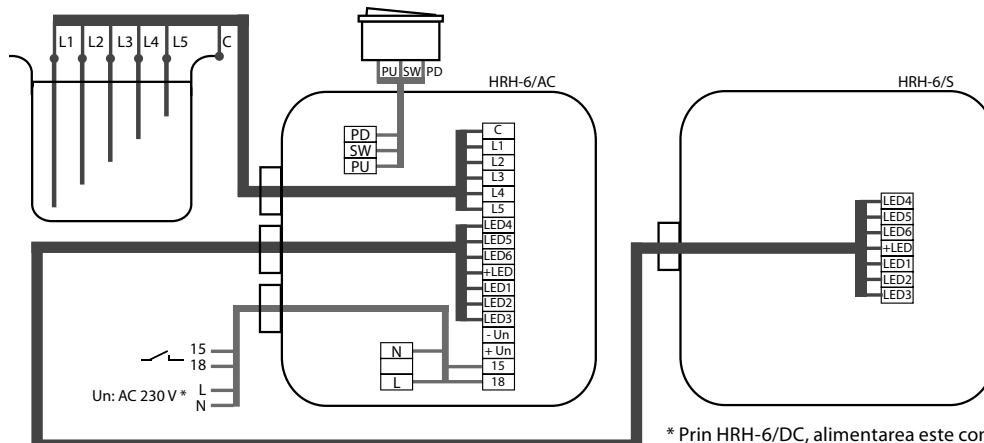 L1 L2 L3 L4 L5 C
PU SW PD
HRH-6/AC
HRH-6/S
PD
SW
PU
C
L1
L2
L3
L4
L5
LED4
LED5
LED6
+LED
LED1
LED2
LED3
- Un
+ Un
15
18
N
L
15
18
Un: AC 230 V * L
N
LED4
LED5
LED6
+LED
LED1
LED2
LED3
* Prin HRH-6/DC, alimentarea este con